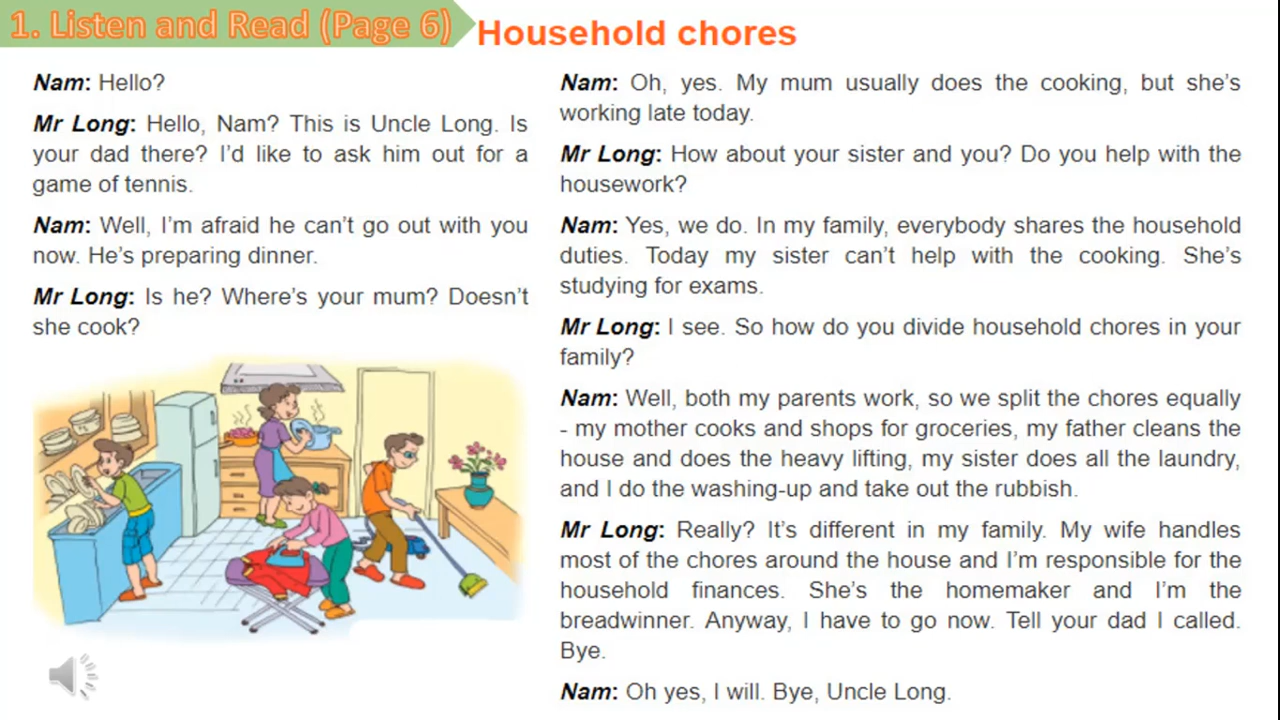 1. Listen and Read (Page 6)
Household chores
Nam: Hello?
Mr Long: Hello, Nam? This is Uncle Long. Is
your dad there? I'd like to ask him out for a
game of tennis.
Nam: Well, I'm afraid he can't go out with you
now. He's preparing dinner.
Mr Long: Is he? Where's your mum? Doesn't
she cook?
Nam: Oh, yes. My mum usually does the cooking, but she's
working late today.
Mr Long: How about your sister and you? Do you help with the
housework?
Nam: Yes, we do. In my family, everybody shares the household
duties. Today my sister can't help with the cooking. She's
studying for exams.
Mr Long: I see. So how do you divide household chores in your
family?
Nam: Well, both my parents work, so we split the chores equally
- my mother cooks and shops for groceries, my father cleans the
house and does the heavy lifting, my sister does all the laundry,
and I do the washing-up and take out the rubbish.
Mr Long: Really? It's different in my family. My wife handles
most of the chores around the house and I'm responsible for the
household finances. She's the homemaker and I'm the
breadwinner. Anyway, I have to go now. Tell your dad I called.
Bye.
Nam: Oh yes, I will. Bye, Uncle Long.